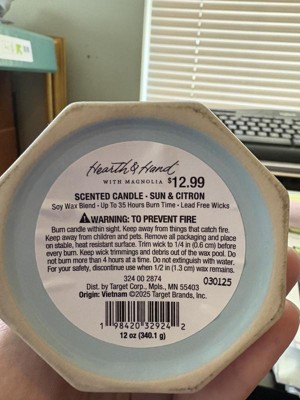 Hearth & Hand
WITH MAGNOLIA $12.99
SCENTED CANDLE - SUN & CITRON
Soy Wax Blend - Up To 35 Hours Burn Time - Lead Free Wicks
WARNING: TO PREVENT FIRE
Burn candle within sight. Keep away from things that catch fire.
Keep away from children and pets. Remove all packaging and place
on stable, heat resistant surface. Trim wick to 1/4 in (0.6 cm) before
every burn. Keep wick trimmings and debris out of the wax pool. Do
not burn more than 4 hours at a time. Do not extinguish with water.
For your safety, discontinue use when 1/2 in (1.3 cm) wax remains.
324 00 2874
030125
Dist. by Target Corp., Mpls., MN 55403
Origin: Vietnam ©2025 Target Brands, Inc.
1 98420 32924 2
12 oz (340.1 g)